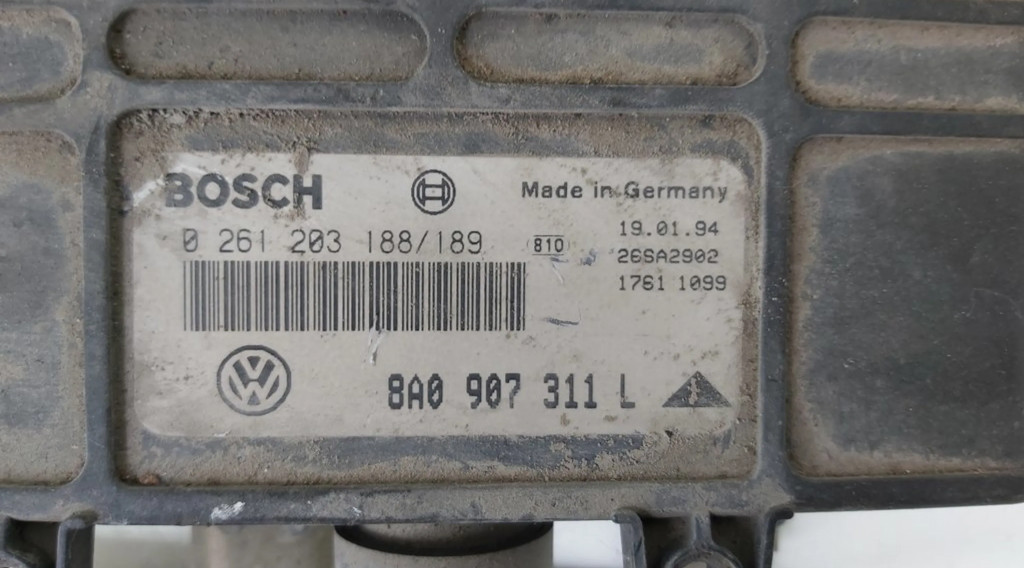 BOSCH Made in Germany
0 261 203 188/189 810 19.01.94
26SA2902
1761 1099
VW 8A0 907 311 L